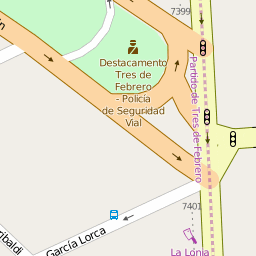 7399
Destacamento
Tres de
Febrero
- Policía
de Seguridad
Vial
Partido de Tres de Febrero
7401
García Lorca
La Lonja